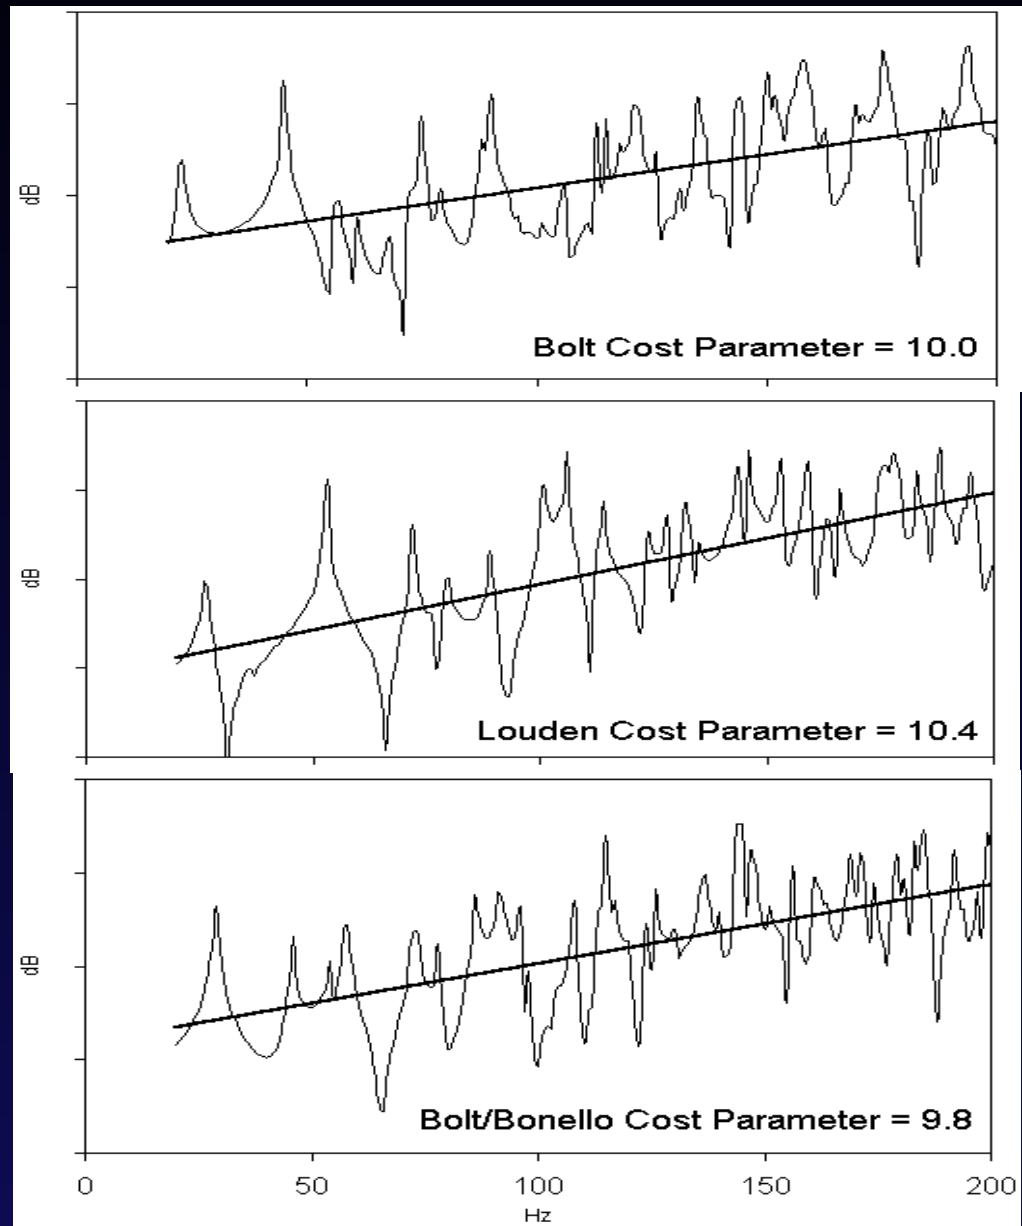 dB
Bolt Cost Parameter = 10.0
dB
Louden Cost Parameter = 10.4
dB
Bolt/Bonello Cost Parameter = 9.8
0 50 100 150 200
Hz